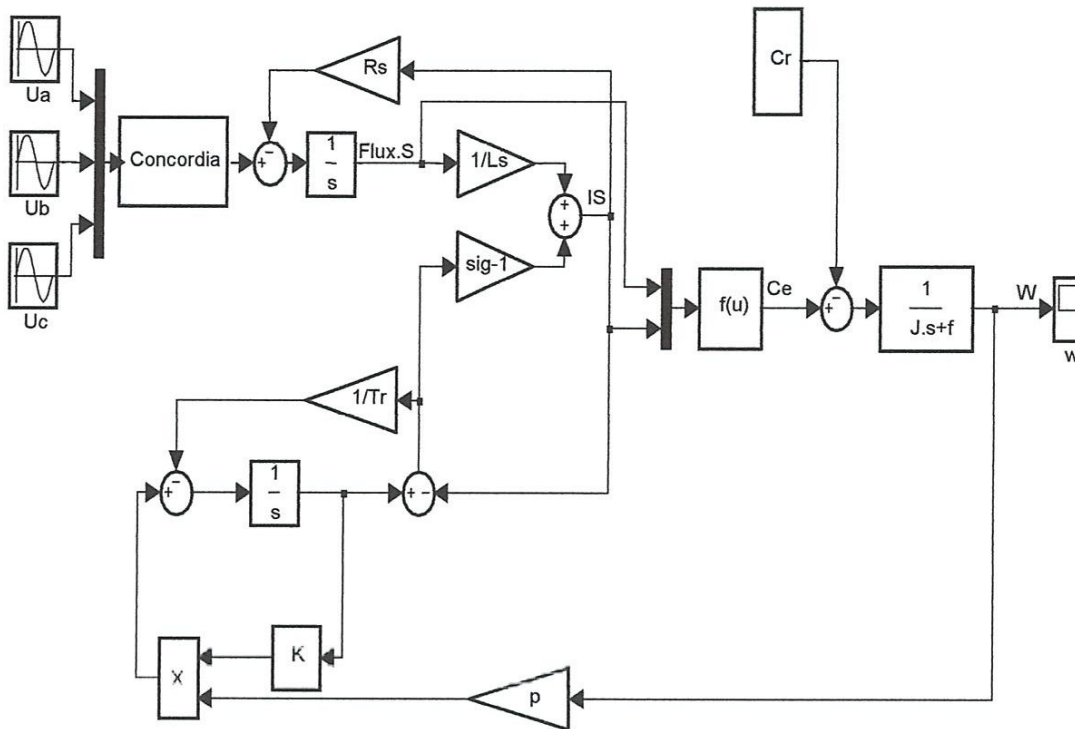 Ua
Ub
Uc
Concordia
+
−
1
s
Flux.S
Rs
1/Ls
sig-1
+
+
IS
Cr
f(u)
Ce
+
−
1
J.s+f
W
w
1/Tr
+
−
1
s
+
−
K
x
p